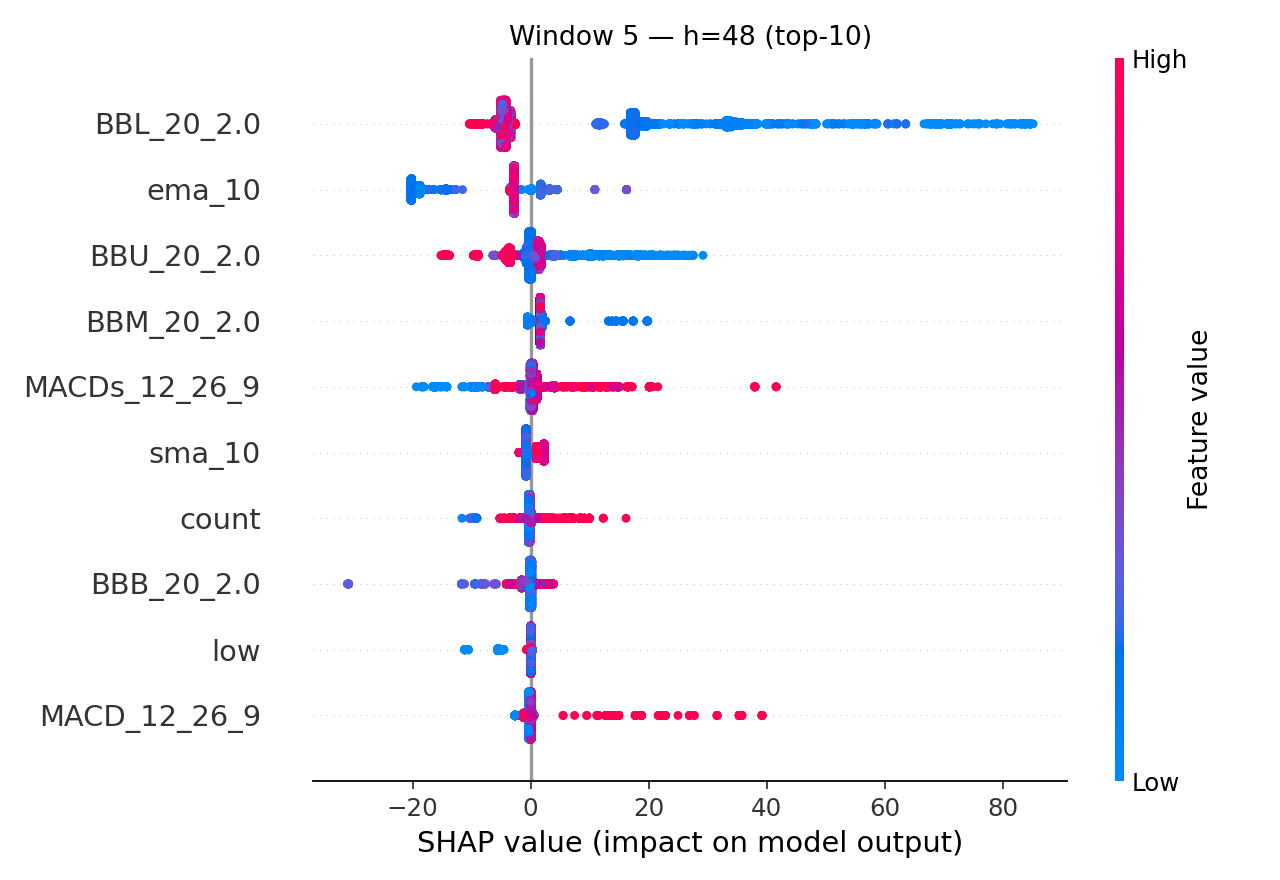 Window 5 — h=48 (top-10)
High
BBL_20_2.0
ema_10
BBU_20_2.0
BBM_20_2.0
MACDs_12_26_9
sma_10
count
BBB_20_2.0
low
MACD_12_26_9
Feature value
Low
−20 0 20 40 60 80
SHAP value (impact on model output)